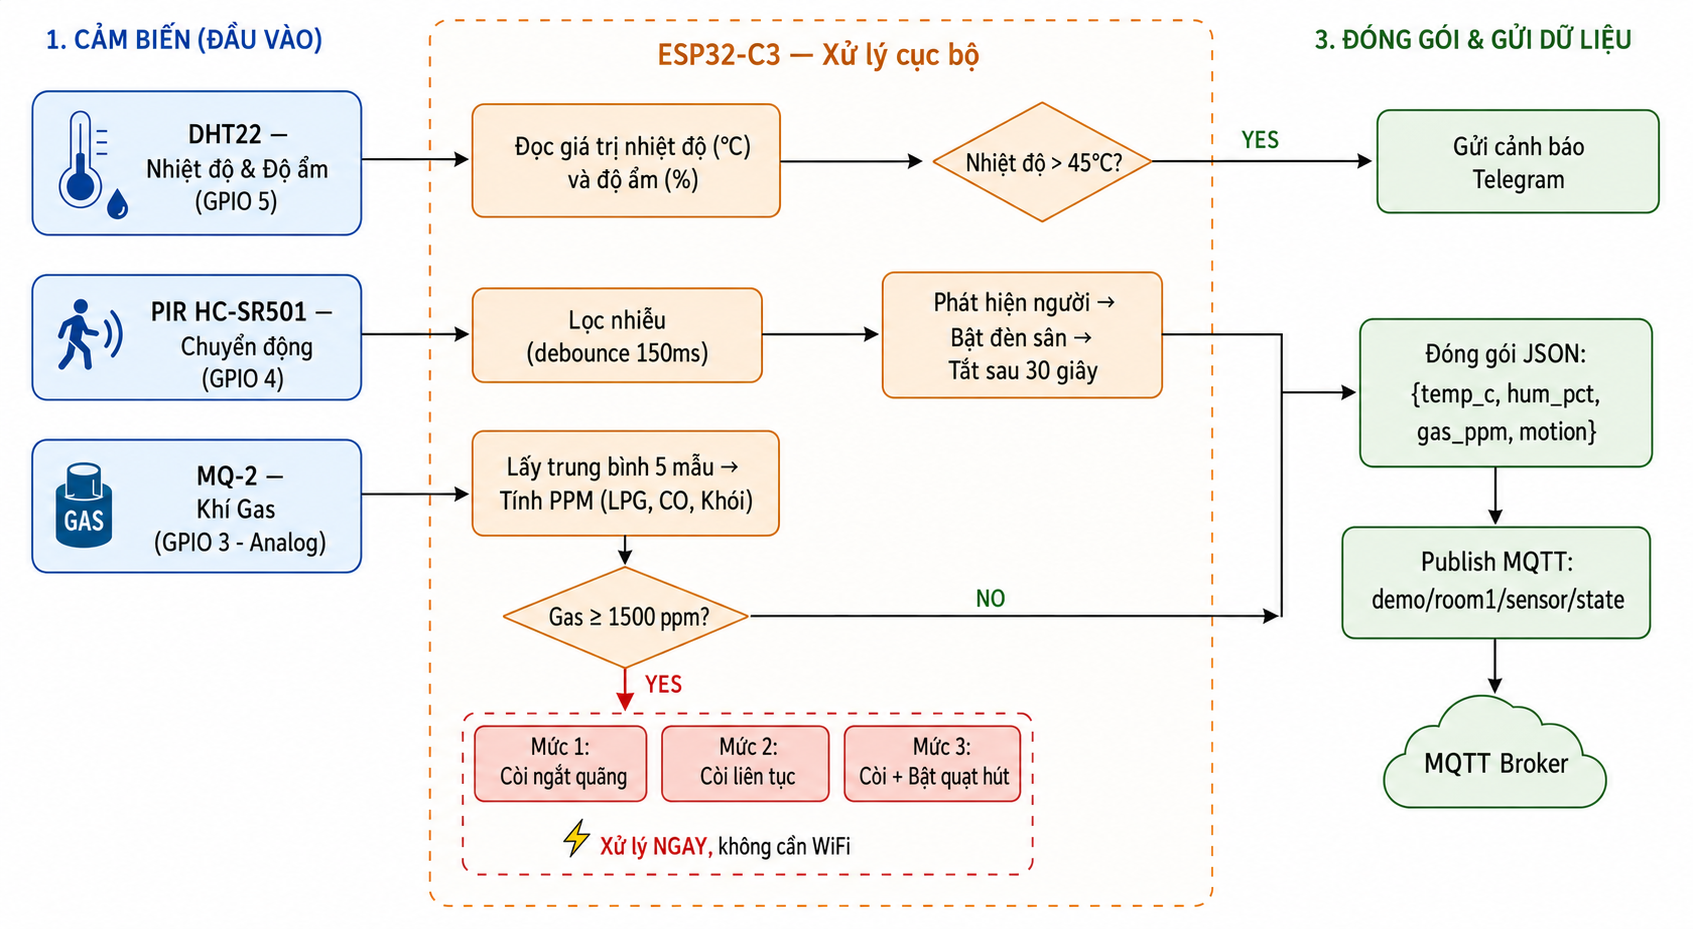 1. CẢM BIẾN (ĐẦU VÀO)
ESP32-C3 — Xử lý cục bộ
3. ĐÓNG GÓI & GỬI DỮ LIỆU
DHT22 —
Nhiệt độ & Độ ẩm
(GPIO 5)
Đọc giá trị nhiệt độ (°C)
và độ ẩm (%)
Nhiệt độ > 45°C?
YES
Gửi cảnh báo
Telegram
PIR HC-SR501 —
Chuyển động
(GPIO 4)
Lọc nhiễu
(debounce 150ms)
Phát hiện người →
Bật đèn sân →
Tắt sau 30 giây
Đóng gói JSON:
{temp_c, hum_pct,
gas_ppm, motion}
GAS
MQ-2 —
Khí Gas
(GPIO 3 - Analog)
Lấy trung bình 5 mẫu →
Tính PPM (LPG, CO, Khói)
Gas ≥ 1500 ppm?
NO
YES
Publish MQTT:
demo/room1/sensor/state
Mức 1:
Còi ngắt quãng
Mức 2:
Còi liên tục
Mức 3:
Còi + Bật quạt hút
Xử lý NGAY, không cần WiFi
MQTT Broker